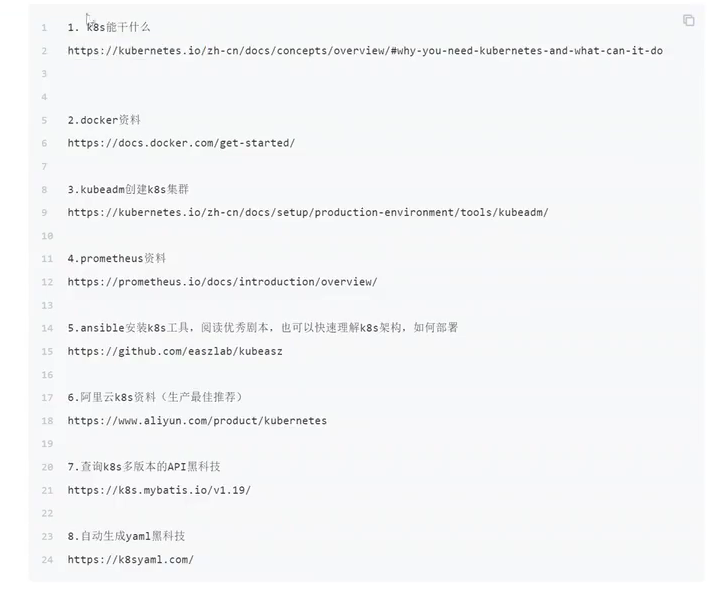 1 1. k8s能干什么
2 https://kubernetes.io/zh-cn/docs/concepts/overview/#why-you-need-kubernetes-and-what-can-it-do
3
4
5 2.docker资料
6 https://docs.docker.com/get-started/
7
8 3.kubeadm创建k8s集群
9 https://kubernetes.io/zh-cn/docs/setup/production-environment/tools/kubeadm/
10
11 4.prometheus资料
12 https://prometheus.io/docs/introduction/overview/
13
14 5.ansible安装k8s工具，阅读优秀剧本，也可以快速理解k8s架构，如何部署
15 https://github.com/easzlab/kubeasz
16
17 6.阿里云k8s资料（生产最佳推荐）
18 https://www.aliyun.com/product/kubernetes
19
20 7.查询k8s多版本的API黑科技
21 https://k8s.mybatis.io/v1.19/
22
23 8.自动生成yaml黑科技
24 https://k8syaml.com/